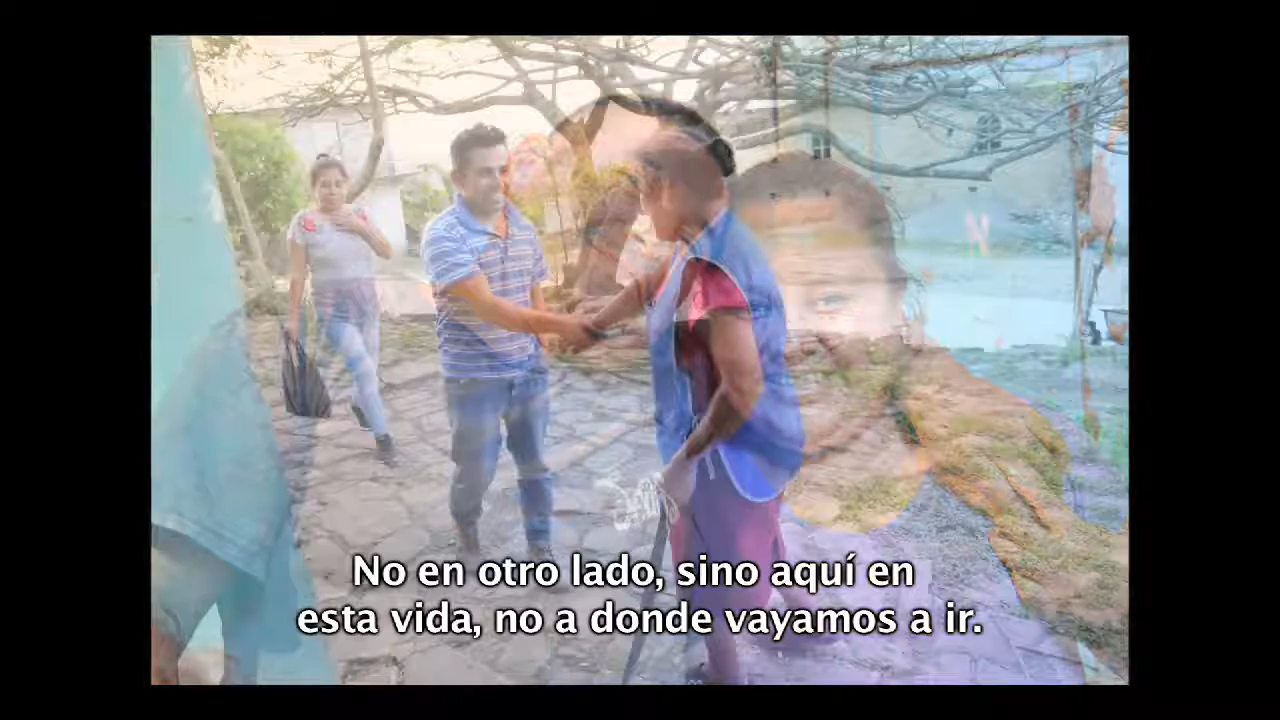 No en otro lado, sino aquí en
esta vida, no a donde vayamos a ir.